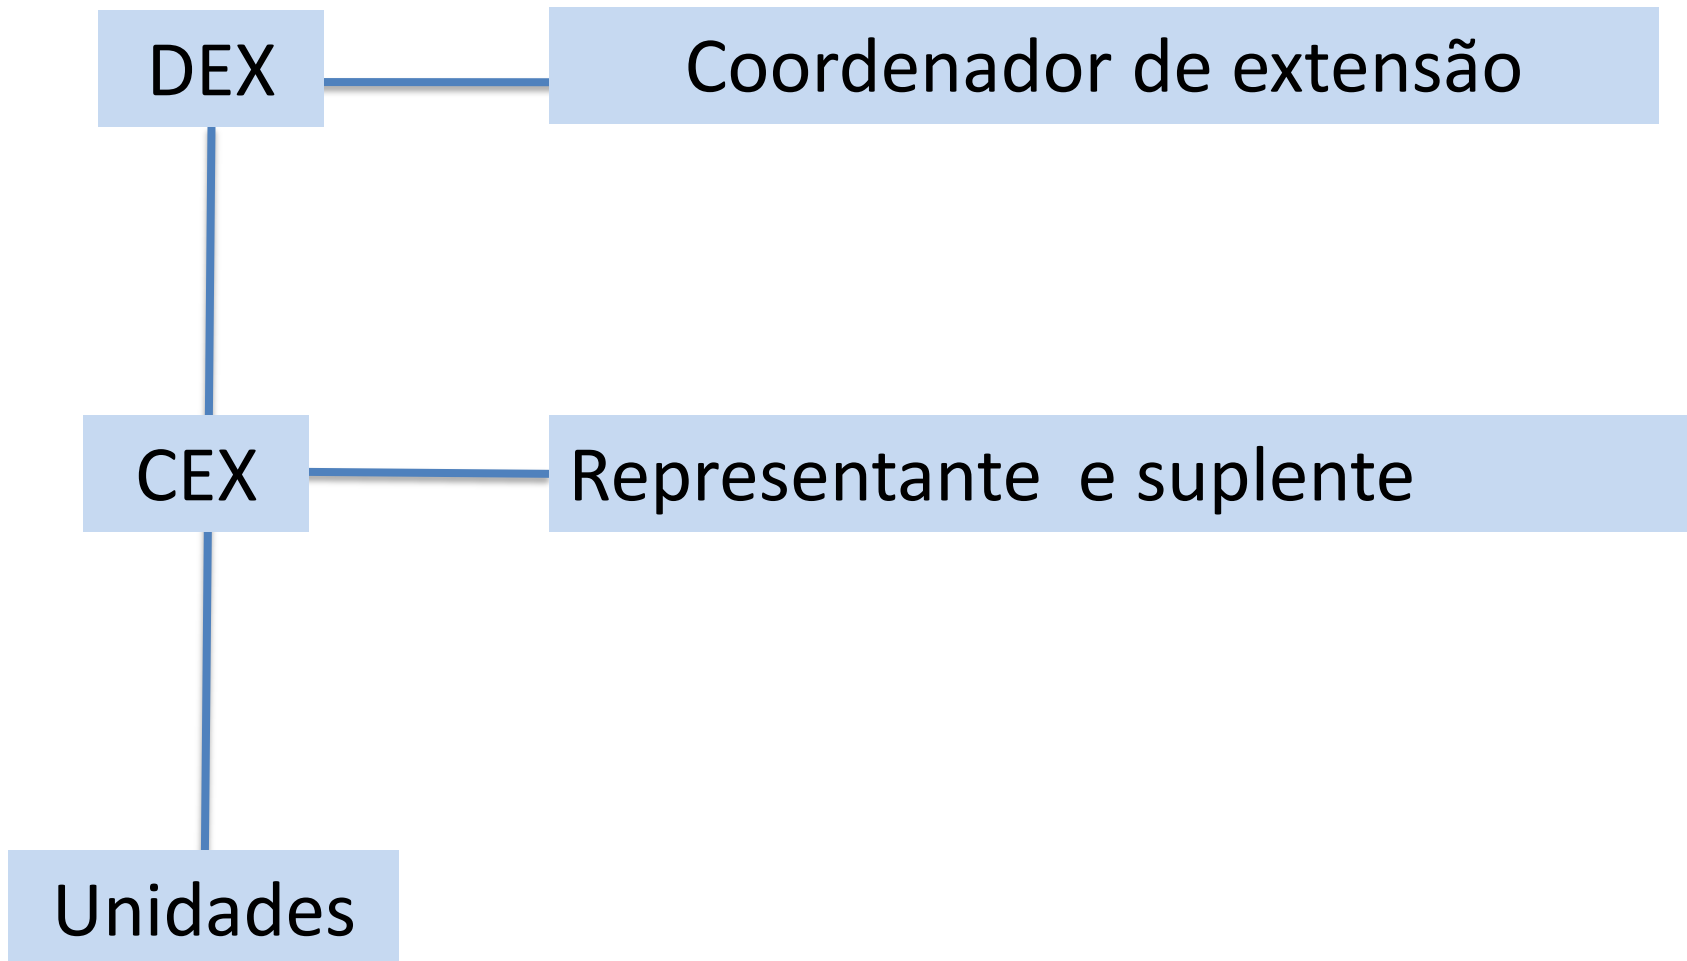 DEX
Coordenador de extensão
CEX
Representante e suplente
Unidades